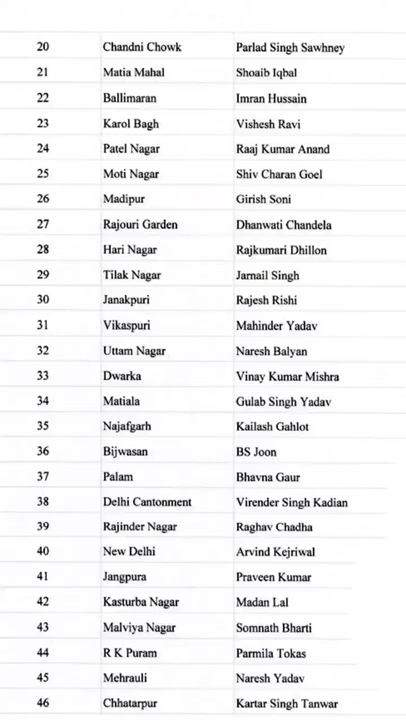 20 Chandni Chowk Parlad Singh Sawhney
21 Matia Mahal Shoaib Iqbal
22 Ballimaran Imran Hussain
23 Karol Bagh Vishesh Ravi
24 Patel Nagar Raaj Kumar Anand
25 Moti Nagar Shiv Charan Goel
26 Madipur Girish Soni
27 Rajouri Garden Dhanwati Chandela
28 Hari Nagar Rajkumari Dhillon
29 Tilak Nagar Jarnail Singh
30 Janakpuri Rajesh Rishi
31 Vikaspuri Mahinder Yadav
32 Uttam Nagar Naresh Balyan
33 Dwarka Vinay Kumar Mishra
34 Matiala Gulab Singh Yadav
35 Najafgarh Kailash Gahlot
36 Bijwasan BS Joon
37 Palam Bhavna Gaur
38 Delhi Cantonment Virender Singh Kadian
39 Rajinder Nagar Raghav Chadha
40 New Delhi Arvind Kejriwal
41 Jangpura Praveen Kumar
42 Kasturba Nagar Madan Lal
43 Malviya Nagar Somnath Bharti
44 R K Puram Parmila Tokas
45 Mehrauli Naresh Yadav
46 Chhatarpur Kartar Singh Tanwar